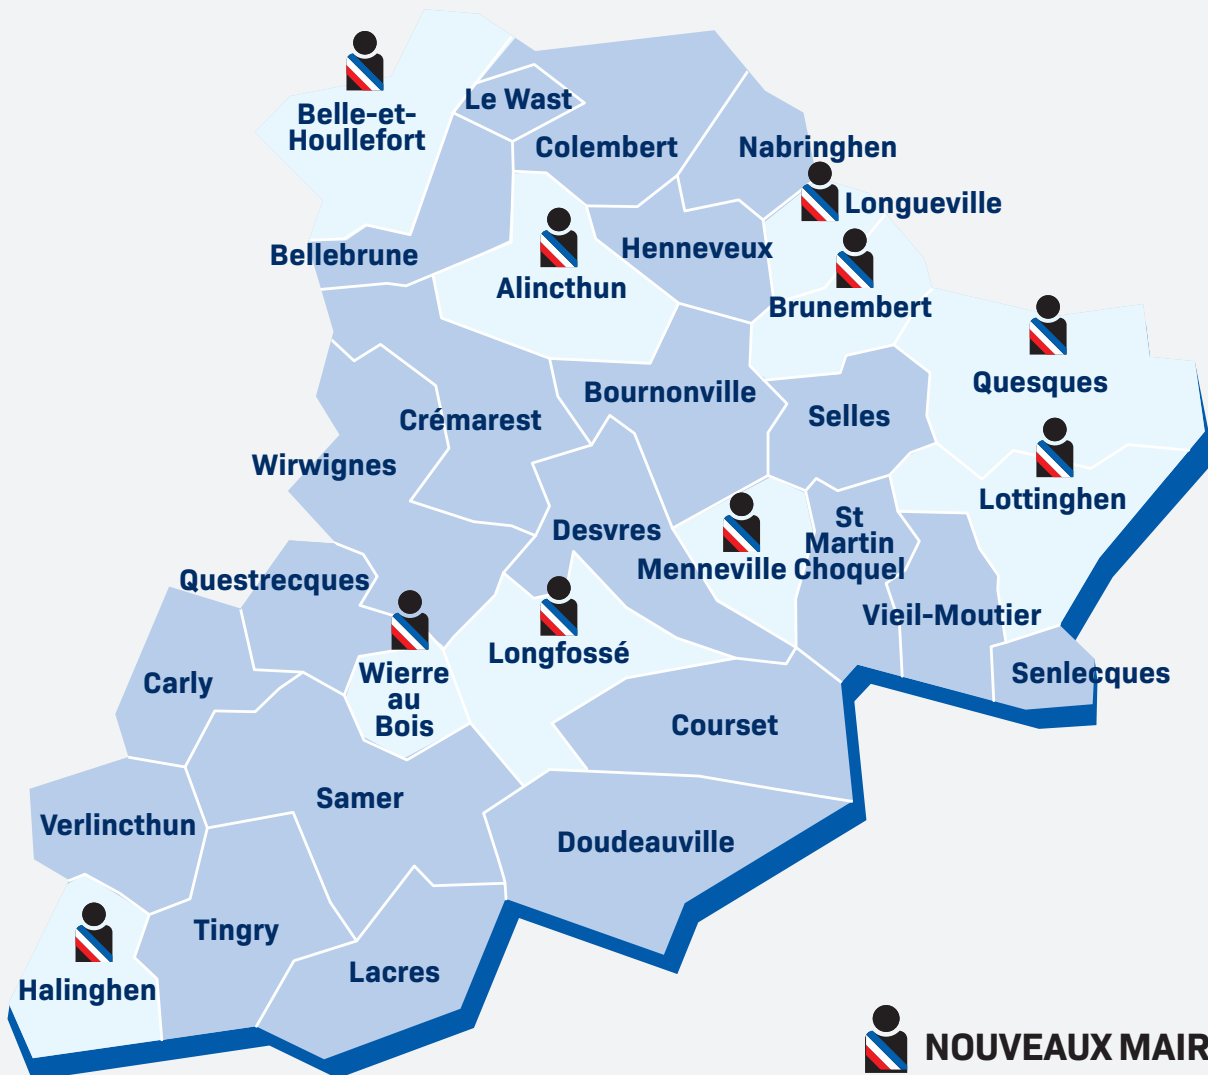 Le Wast
Belle-et-
Houllefort
Colembert
Nabringhen
Longueville
Henneveux
Bellebrune
Alincthun
Brunembert
Quesques
Bournonville
Selles
Crémarest
Wirwignes
Lottinghen
Desvres
St
Martin
Choquel
Menneville
Questrecques
Vieil-Moutier
Longfossé
Wierre
au
Bois
Senlecques
Carly
Courset
Samer
Verlincthun
Doudeauville
Tingry
Lacres
Halinghen
NOUVEAUX MAIR